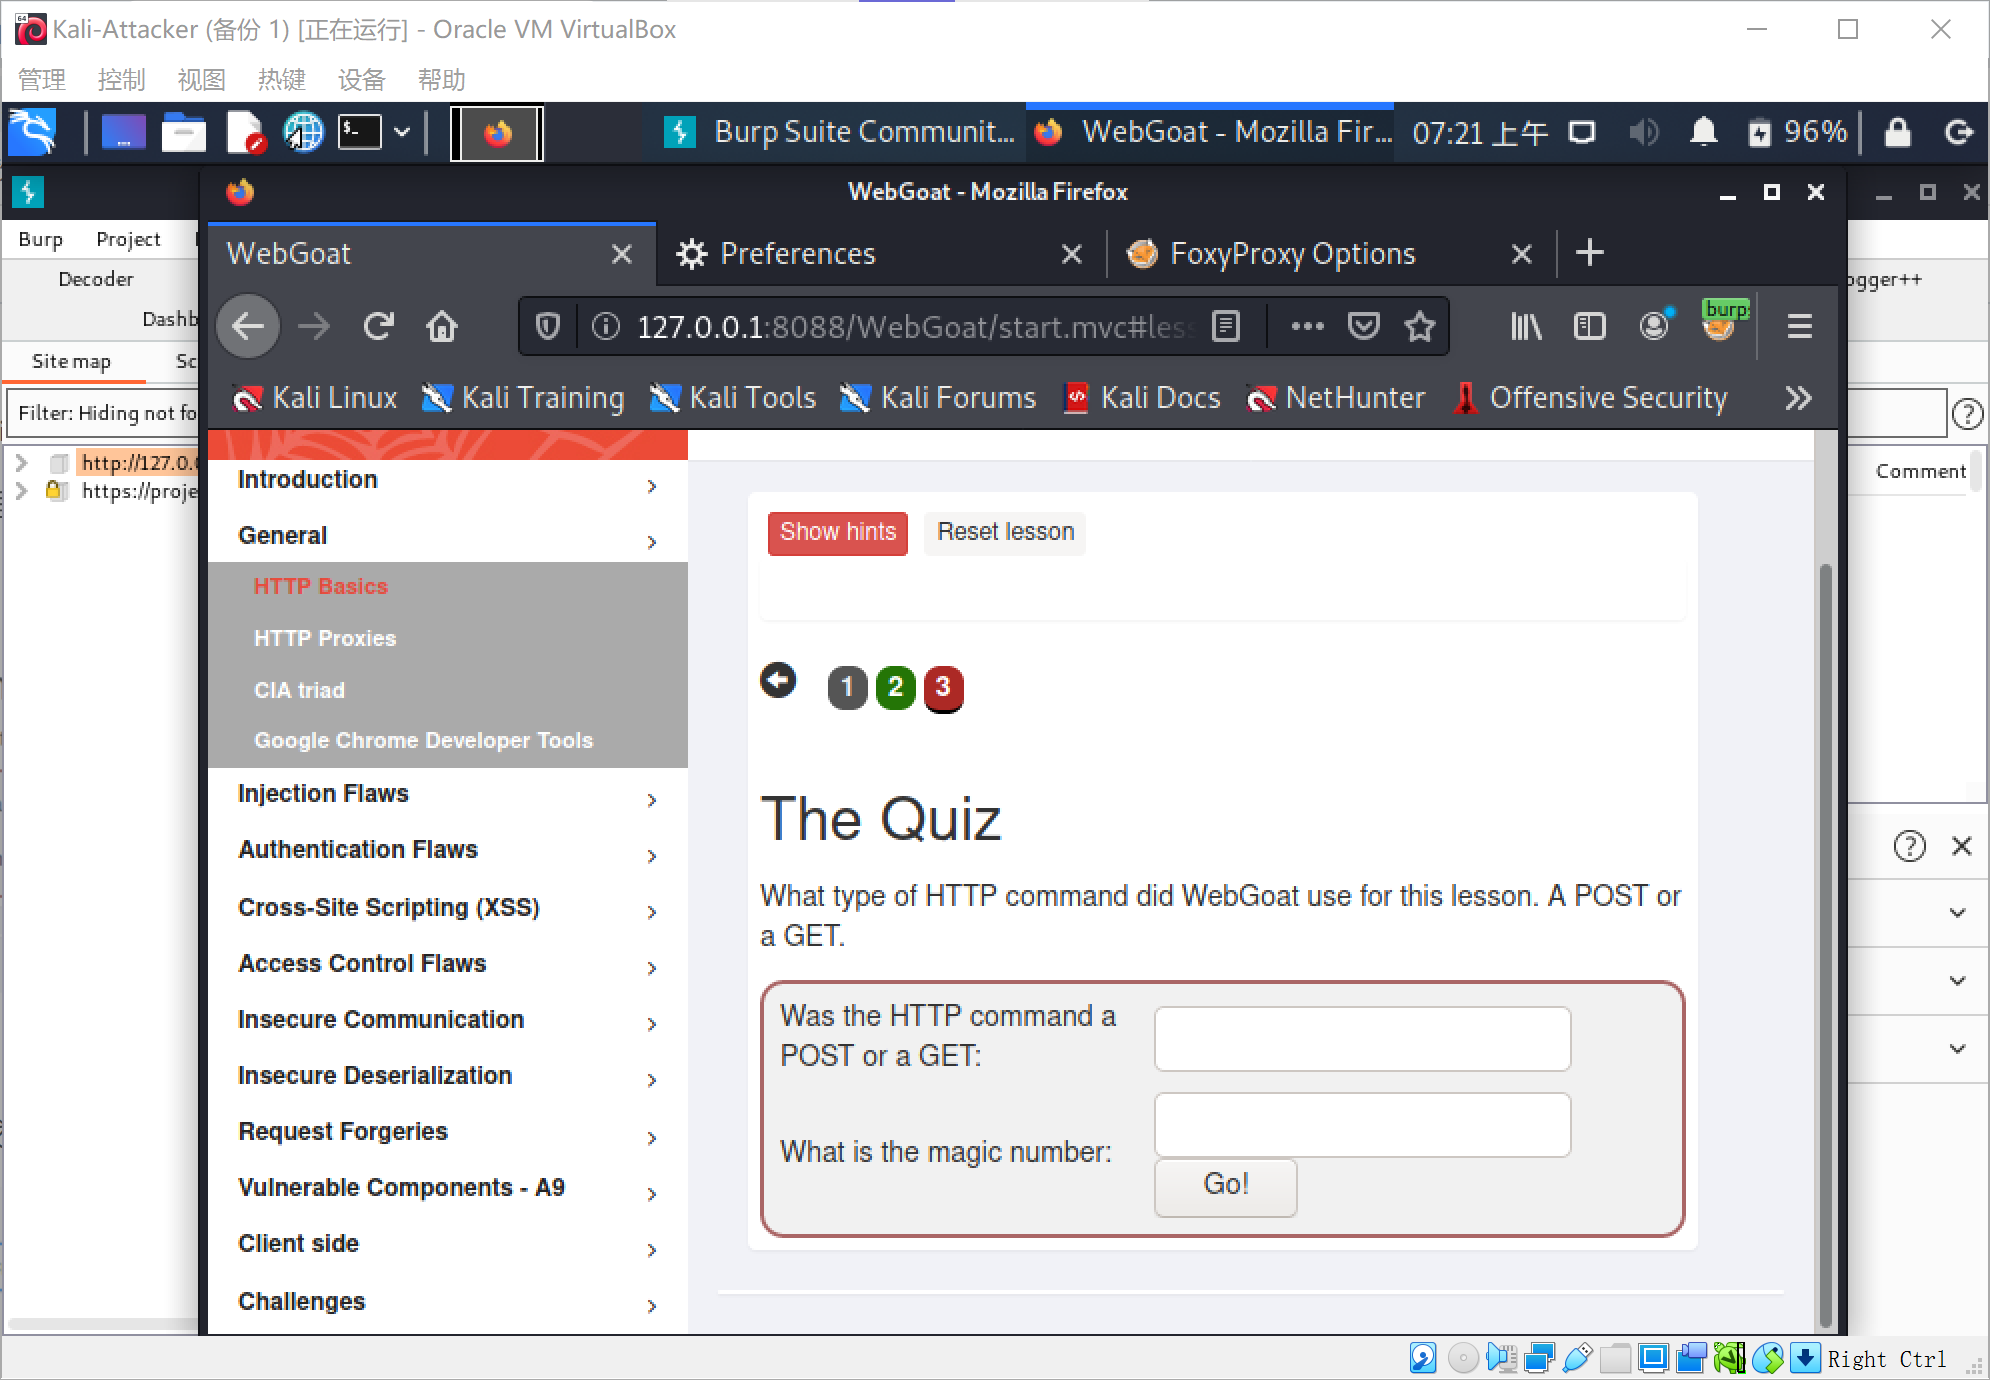 Kali-Attacker (备份 1) [正在运行] - Oracle VM VirtualBox
管理 控制 视图 热键 设备 帮助
Burp Suite Communit... WebGoat - Mozilla Fir... 07:21 上午 96%
WebGoat - Mozilla Firefox
Burp Project
WebGoat Preferences FoxyProxy Options
Decoder
ogger++
Dashb
127.0.0.1:8088/WebGoat/start.mvc#less
burp
Site map Sc
Kali Linux Kali Training Kali Tools Kali Forums Kali Docs NetHunter Offensive Security
Filter: Hiding not fo
http://127.0.
https://proje
Comment
Introduction
General
HTTP Basics
HTTP Proxies
CIA triad
Google Chrome Developer Tools
Injection Flaws
Authentication Flaws
Cross-Site Scripting (XSS)
Access Control Flaws
Insecure Communication
Insecure Deserialization
Request Forgeries
Vulnerable Components - A9
Client side
Challenges
Show hints Reset lesson
1 2 3
The Quiz
What type of HTTP command did WebGoat use for this lesson. A POST or
a GET.
Was the HTTP command a
POST or a GET:
What is the magic number:
Go!
Right Ctrl